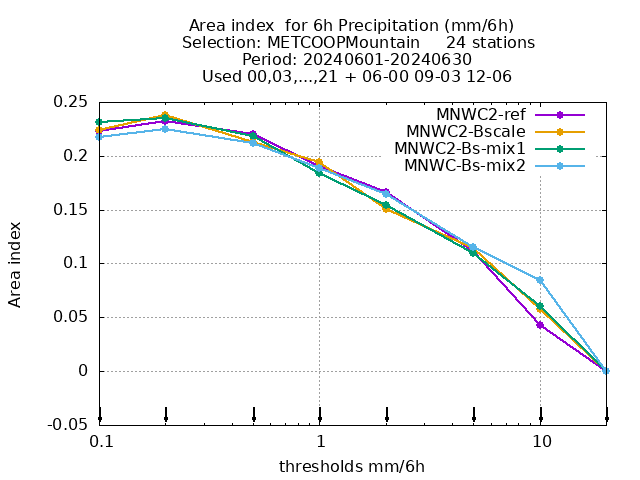 Area index  for 6h Precipitation (mm/6h)
Selection: METCOOPMountain     24 stations
Period: 20240601-20240630
Used 00,03,...,21 + 06-00 09-03 12-06
MNWC2-ref
MNWC2-Bscale
MNWC2-Bs-mix1
MNWC-Bs-mix2
0.25
0.2
0.15
0.1
0.05
0
-0.05
Area index
0.1 1 10
thresholds mm/6h